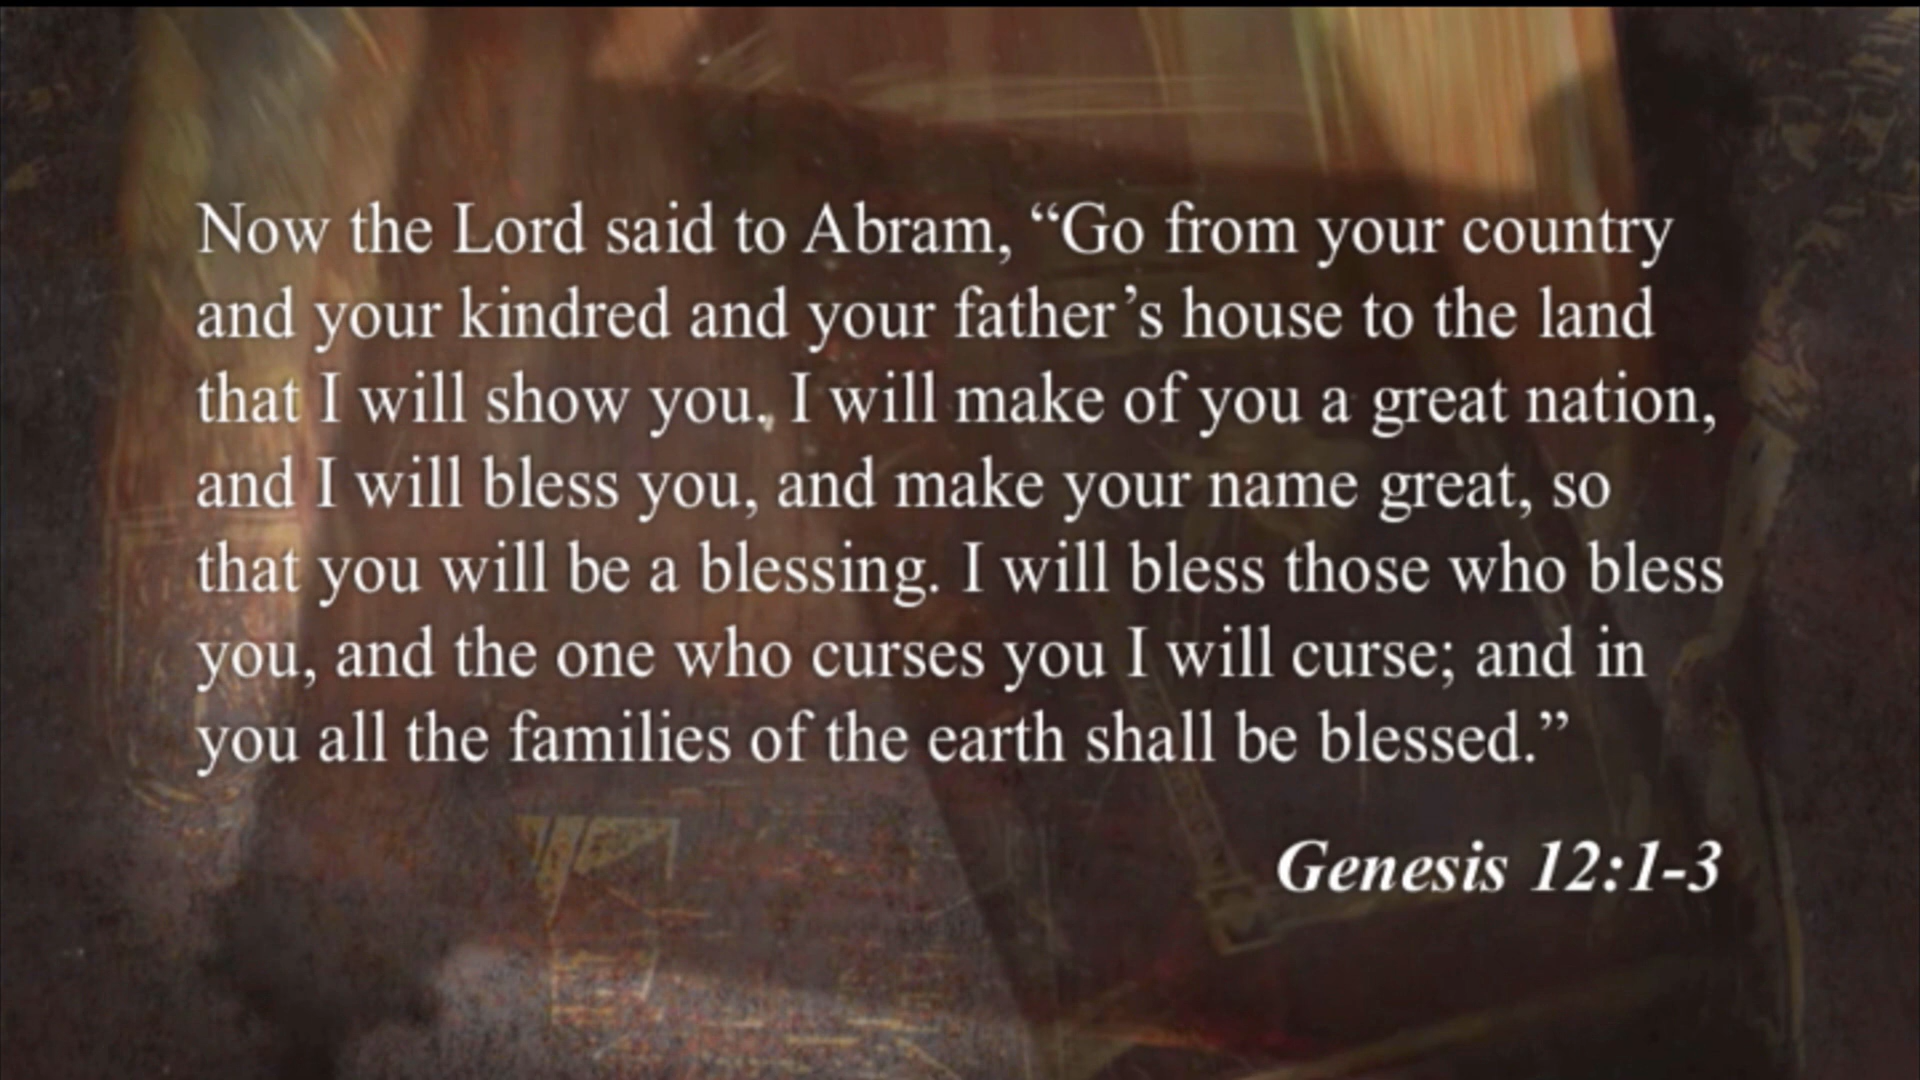 Now the Lord said to Abram, “Go from your country
and your kindred and your father’s house to the land
that I will show you. I will make of you a great nation,
and I will bless you, and make your name great, so
that you will be a blessing. I will bless those who bless
you, and the one who curses you I will curse; and in
you all the families of the earth shall be blessed.”
Genesis 12:1-3